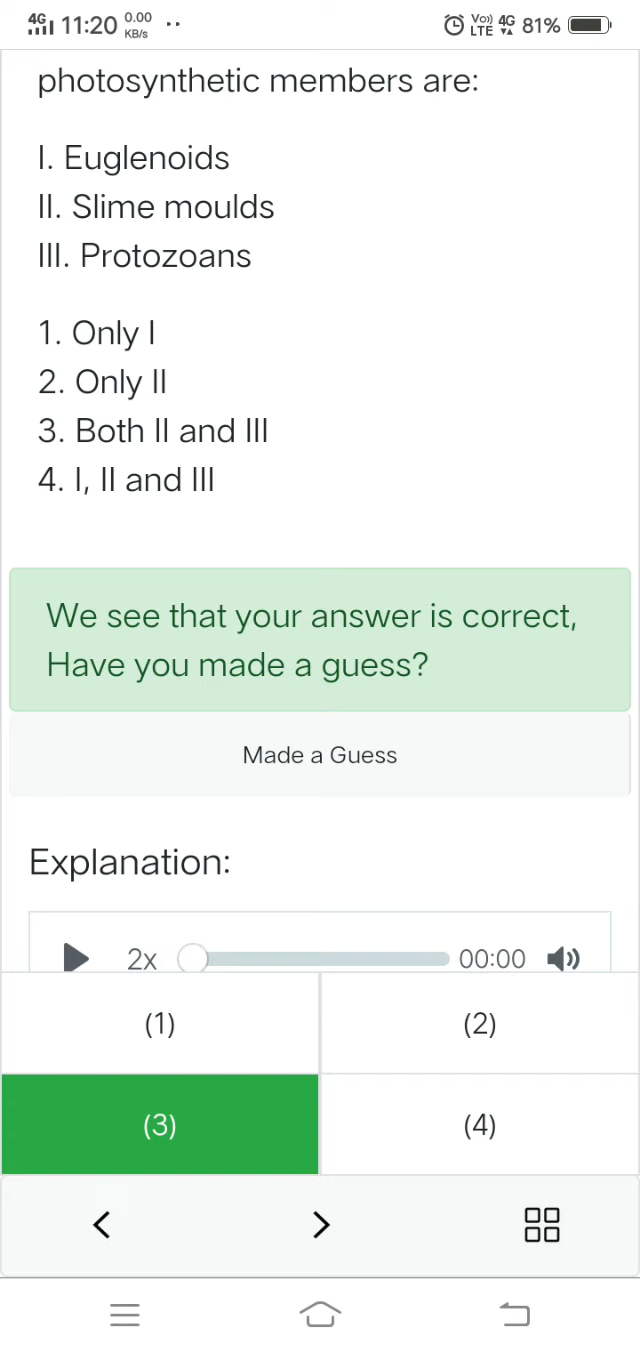 4G 11:20 0.00 KB/s Vo)) LTE 4G 81%
photosynthetic members are:
I. Euglenoids
II. Slime moulds
III. Protozoans
1. Only I
2. Only II
3. Both II and III
4. I, II and III
We see that your answer is correct,
Have you made a guess?
Made a Guess
Explanation:
2x 00:00
(1) (2)
(3) (4)